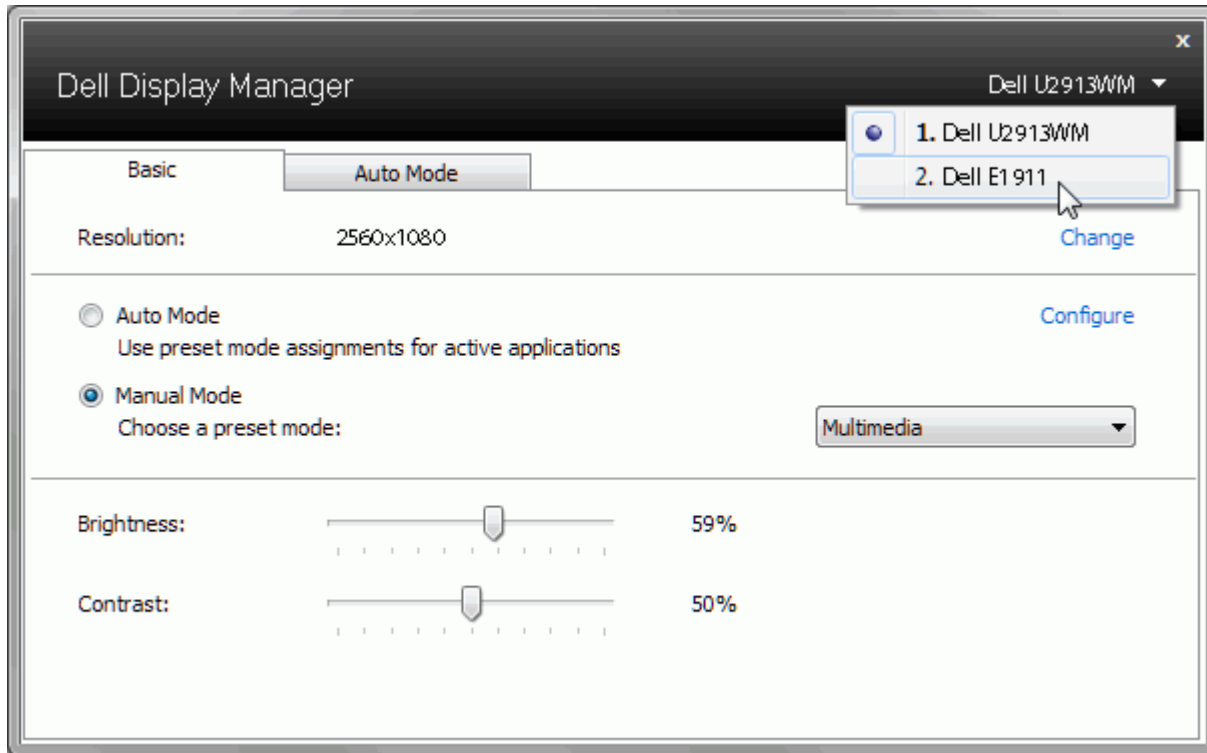 x
Dell Display Manager
Dell U2913WM
1. Dell U2913WM
2. Dell E1911
Basic
Auto Mode
Resolution:
2560x1080
Change
Auto Mode
Configure
Use preset mode assignments for active applications
Manual Mode
Choose a preset mode:
Multimedia
Brightness:
59%
Contrast:
50%